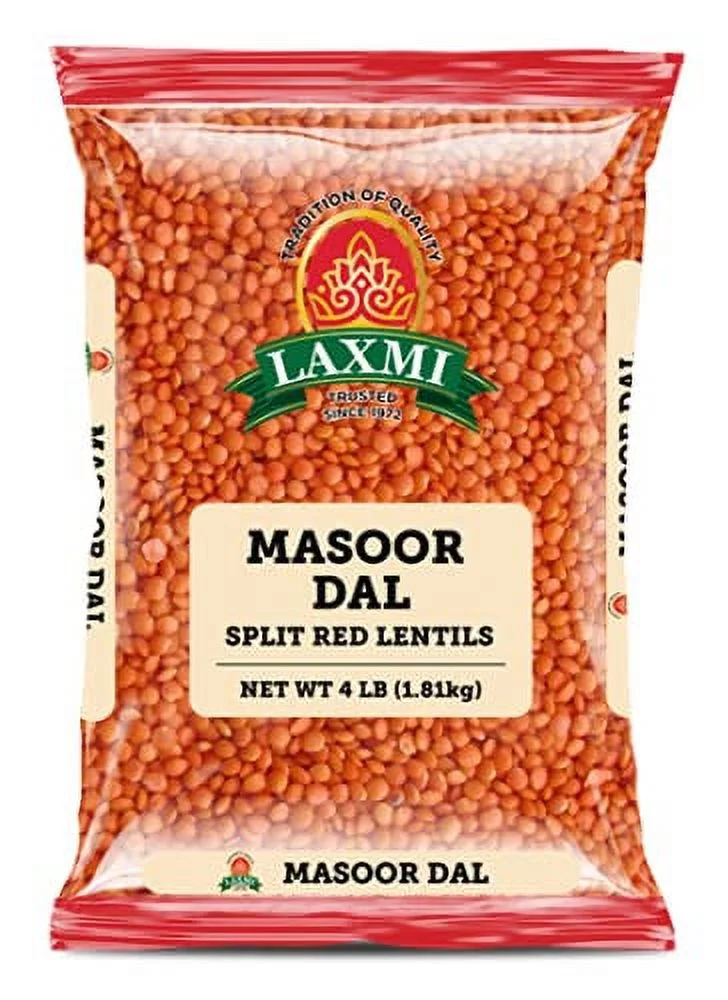 TRADITION OF QUALITY
LAXMI
TRUSTED
SINCE 1972
MASOOR
DAL
SPLIT RED LENTILS
NET WT 4 LB (1.81kg)
MASOOR DAL
MASOOR DAL
LAXMI
MASOOR DAL